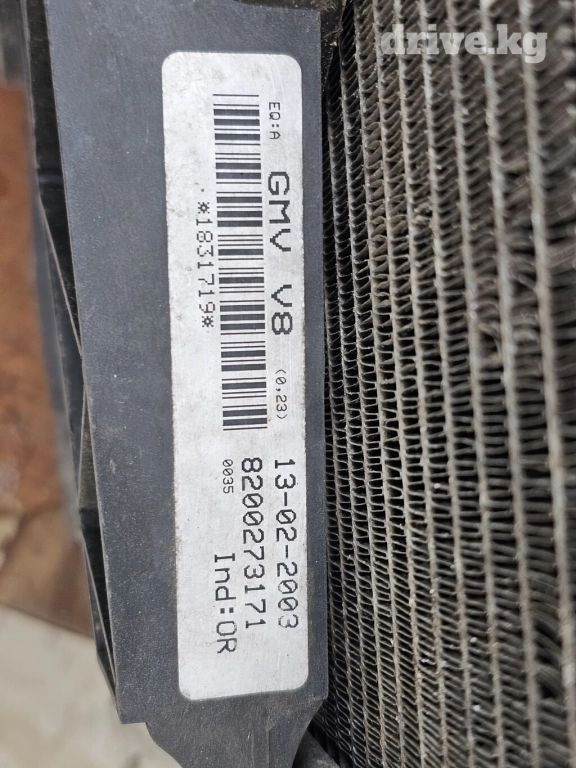 drive.kg
EQ:A
GMV V8 (0,23) 13-02-2003
8200273171
*1831719* 0035 Ind:OR